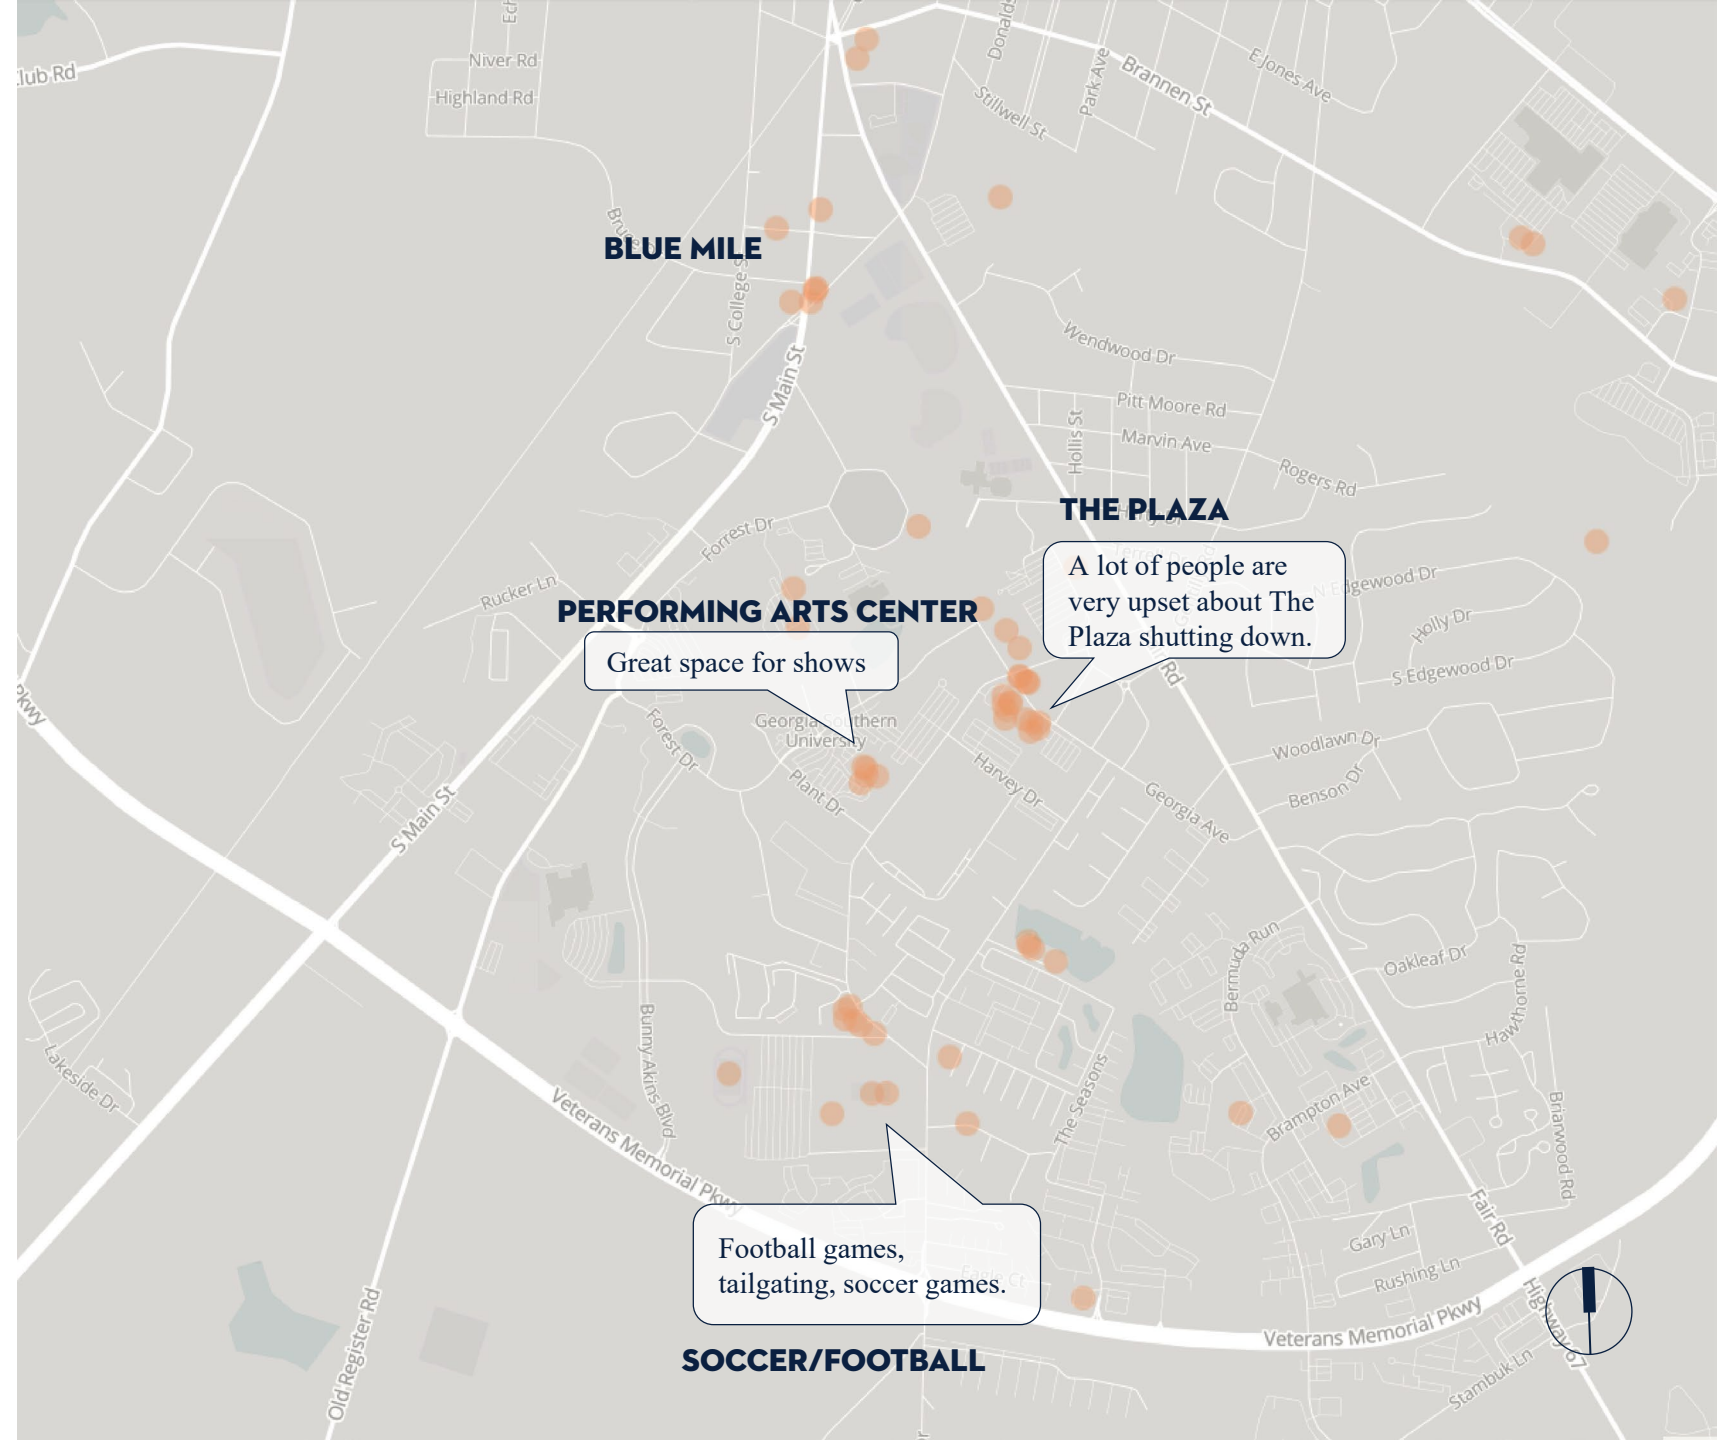 Niver Rd
Highland Rd
Stillwell St
Park Ave
Brannen St
E Jones Ave
BLUE MILE
S College S
S Main St
Wendwood Dr
Pitt Moore Rd
Marvin Ave
Hollis St
Rogers Rd
THE PLAZA
A lot of people are
very upset about The
Plaza shutting down.
N Edgewood Dr
Holly Dr
S Edgewood Dr
Forrest Dr
Rucker Ln
PERFORMING ARTS CENTER
Great space for shows
Georgia Southern
University
Forest Dr
Plant Dr
Harvey Dr
Georgia Ave
Woodlawn Dr
Benson Dr
Pkwy
S Main St
Bermuda Run
Oakleaf Dr
Hawthorne Rd
Lakeside Dr
Bunny Akins Blvd
Veterans Memorial Pkwy
The Seasons
Brampton Ave
Briarwood Rd
Fair Rd
Gary Ln
Rushing Ln
Football games,
tailgating, soccer games.
Eagle Ct
SOCCER/FOOTBALL
Old Register Rd
Veterans Memorial Pkwy
Highway 67
Stambuk Ln